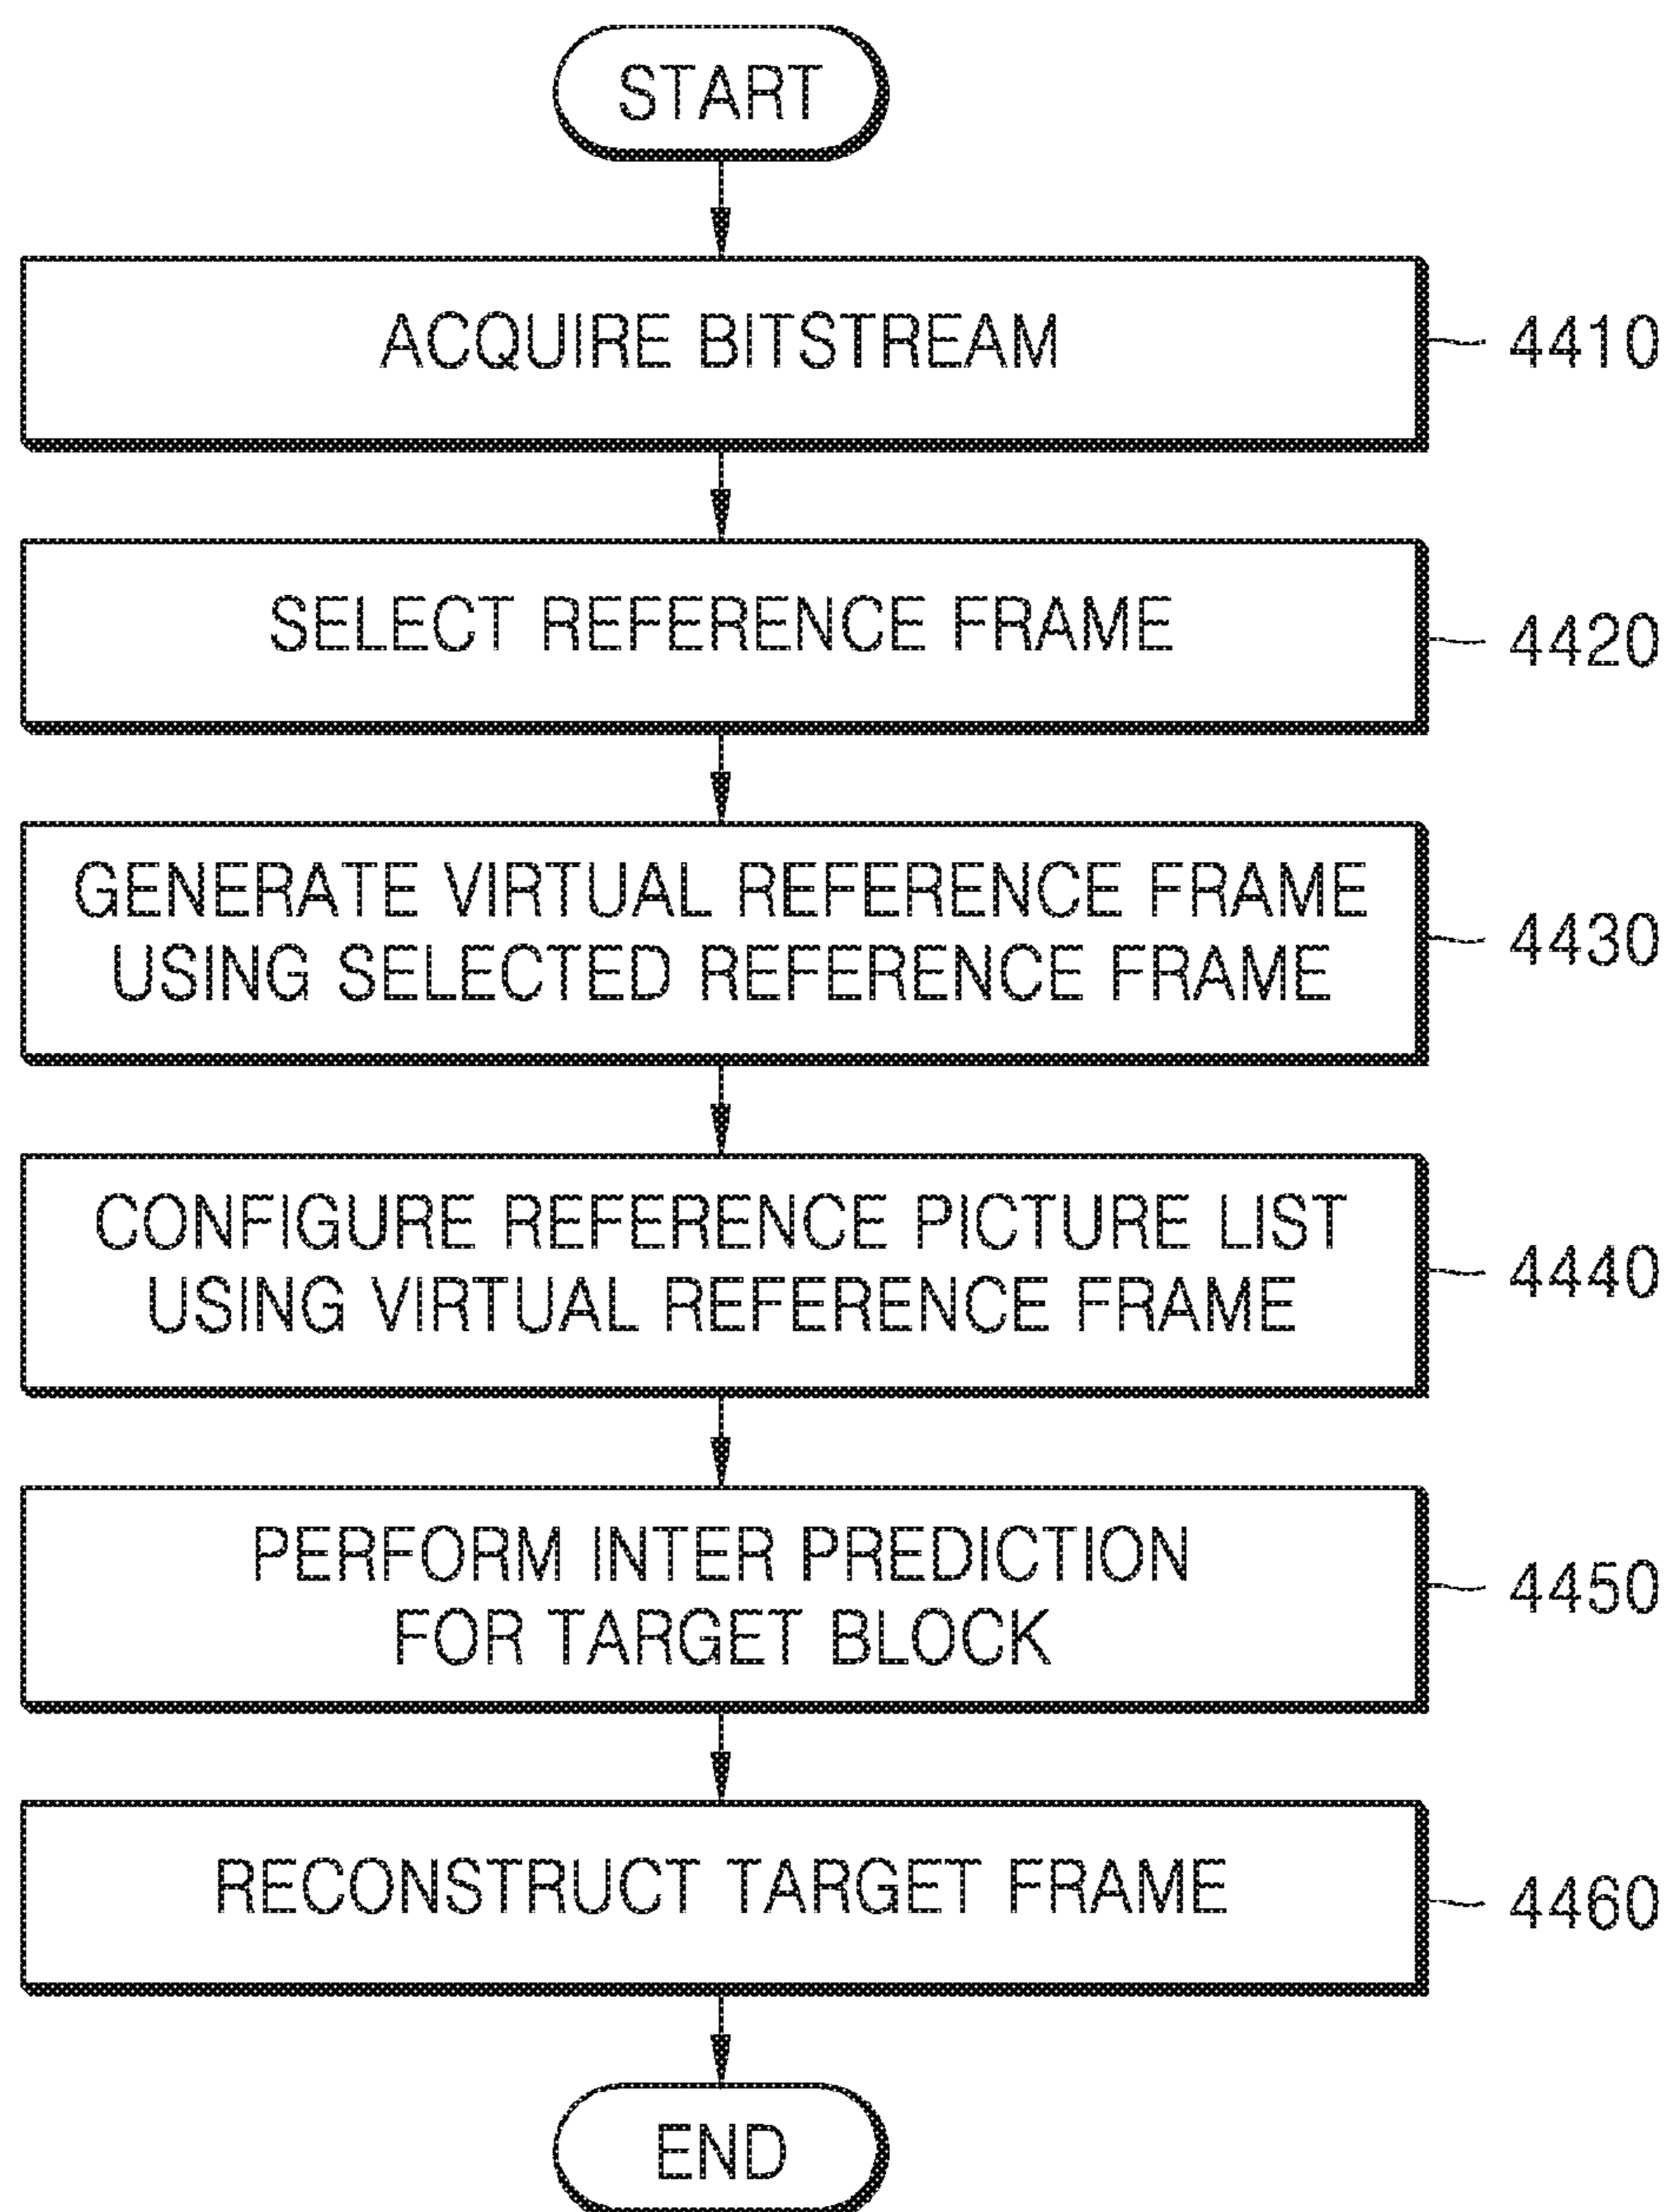 START
ACQUIRE BITSTREAM
4410
SELECT REFERENCE FRAME
4420
GENERATE VIRTUAL REFERENCE FRAME
USING SELECTED REFERENCE FRAME
4430
CONFIGURE REFERENCE PICTURE LIST
USING VIRTUAL REFERENCE FRAME
4440
PERFORM INTER PREDICTION
FOR TARGET BLOCK
4450
RECONSTRUCT TARGET FRAME
4460
END